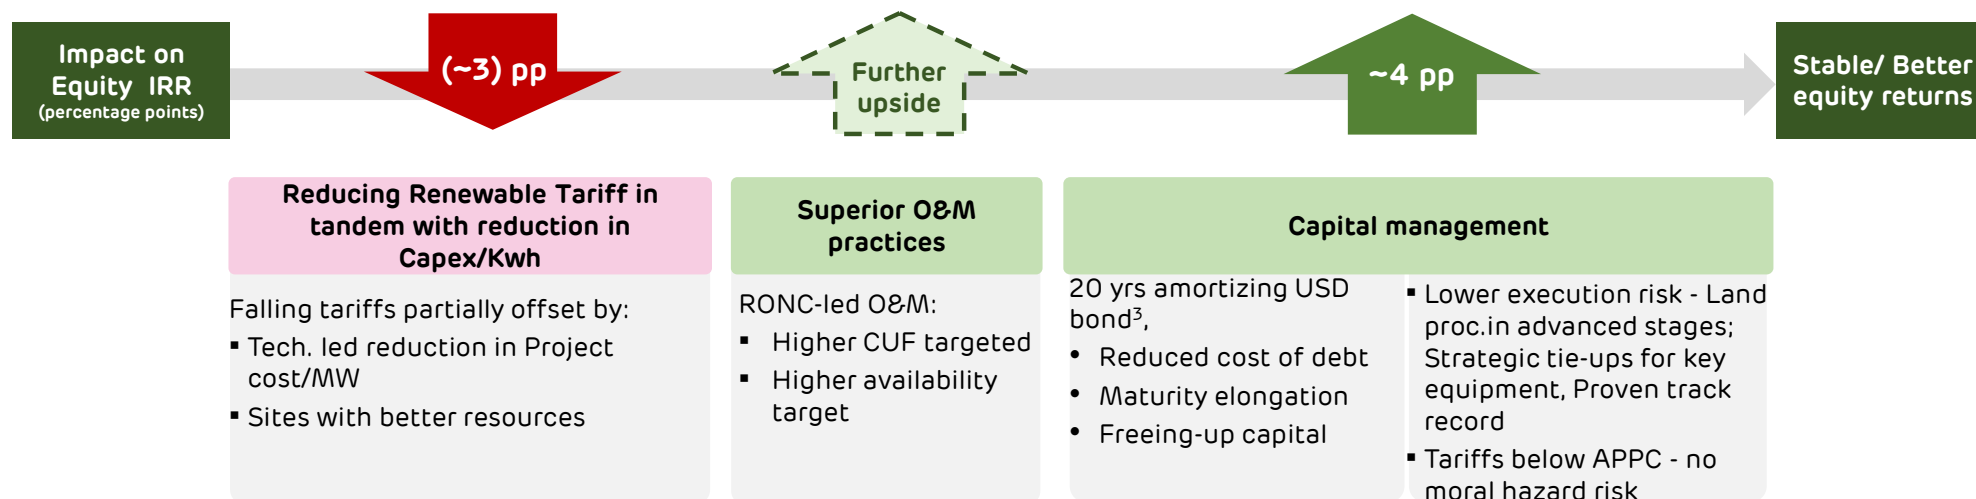 Impact on
Equity IRR
(percentage points)
(~3) pp
Further
upside
~4 pp
Stable/ Better
equity returns
Reducing Renewable Tariff in
tandem with reduction in
Capex/Kwh
Falling tariffs partially offset by:
▪ Tech. led reduction in Project
cost/MW
▪ Sites with better resources
Superior O&M
practices
RONC-led O&M:
▪ Higher CUF targeted
▪ Higher availability
target
Capital management
20 yrs amortizing USD
bond³,
• Reduced cost of debt
• Maturity elongation
• Freeing-up capital
▪ Lower execution risk - Land
proc.in advanced stages;
Strategic tie-ups for key
equipment, Proven track
record
▪ Tariffs below APPC - no
moral hazard risk